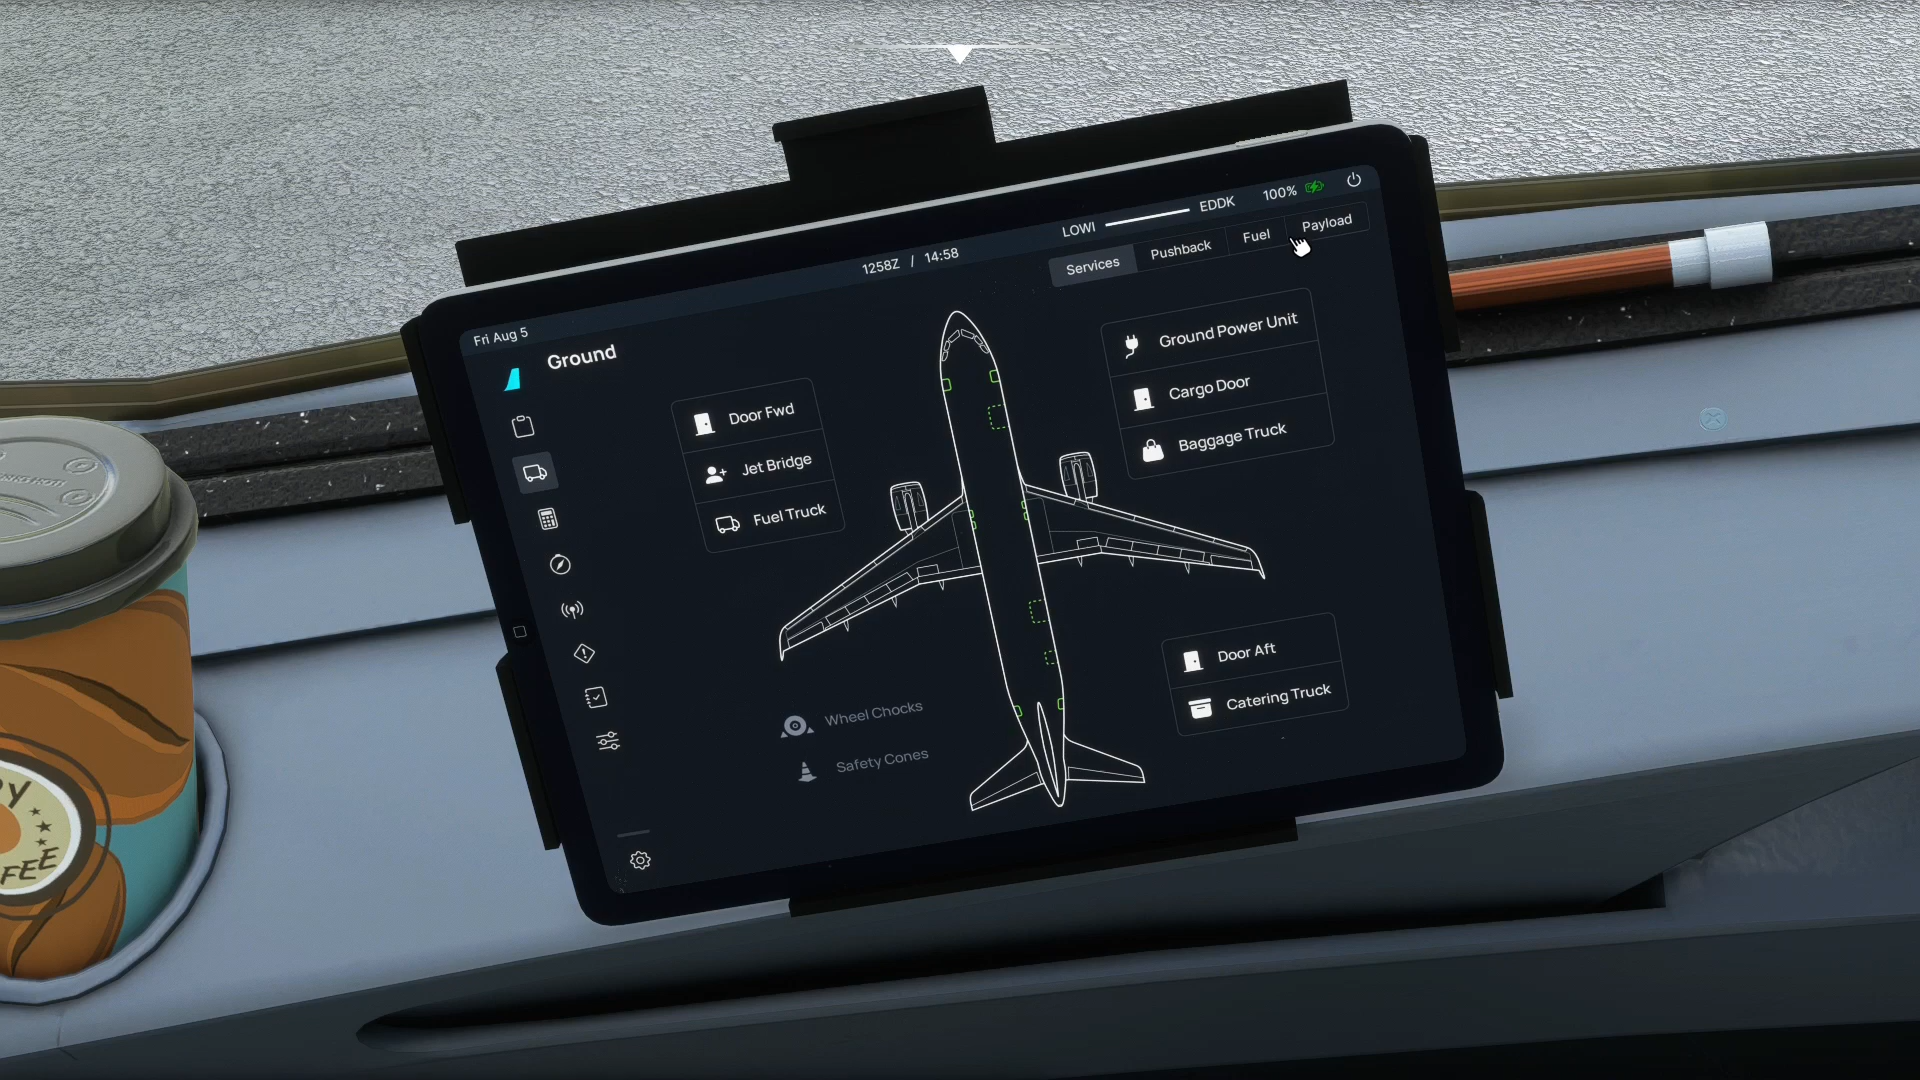 LOWI EDDK 100%
1258Z / 14:58
Fri Aug 5
Ground
Services Pushback Fuel Payload
Door Fwd
Jet Bridge
Fuel Truck
Ground Power Unit
Cargo Door
Baggage Truck
Door Aft
Catering Truck
Wheel Chocks
Safety Cones